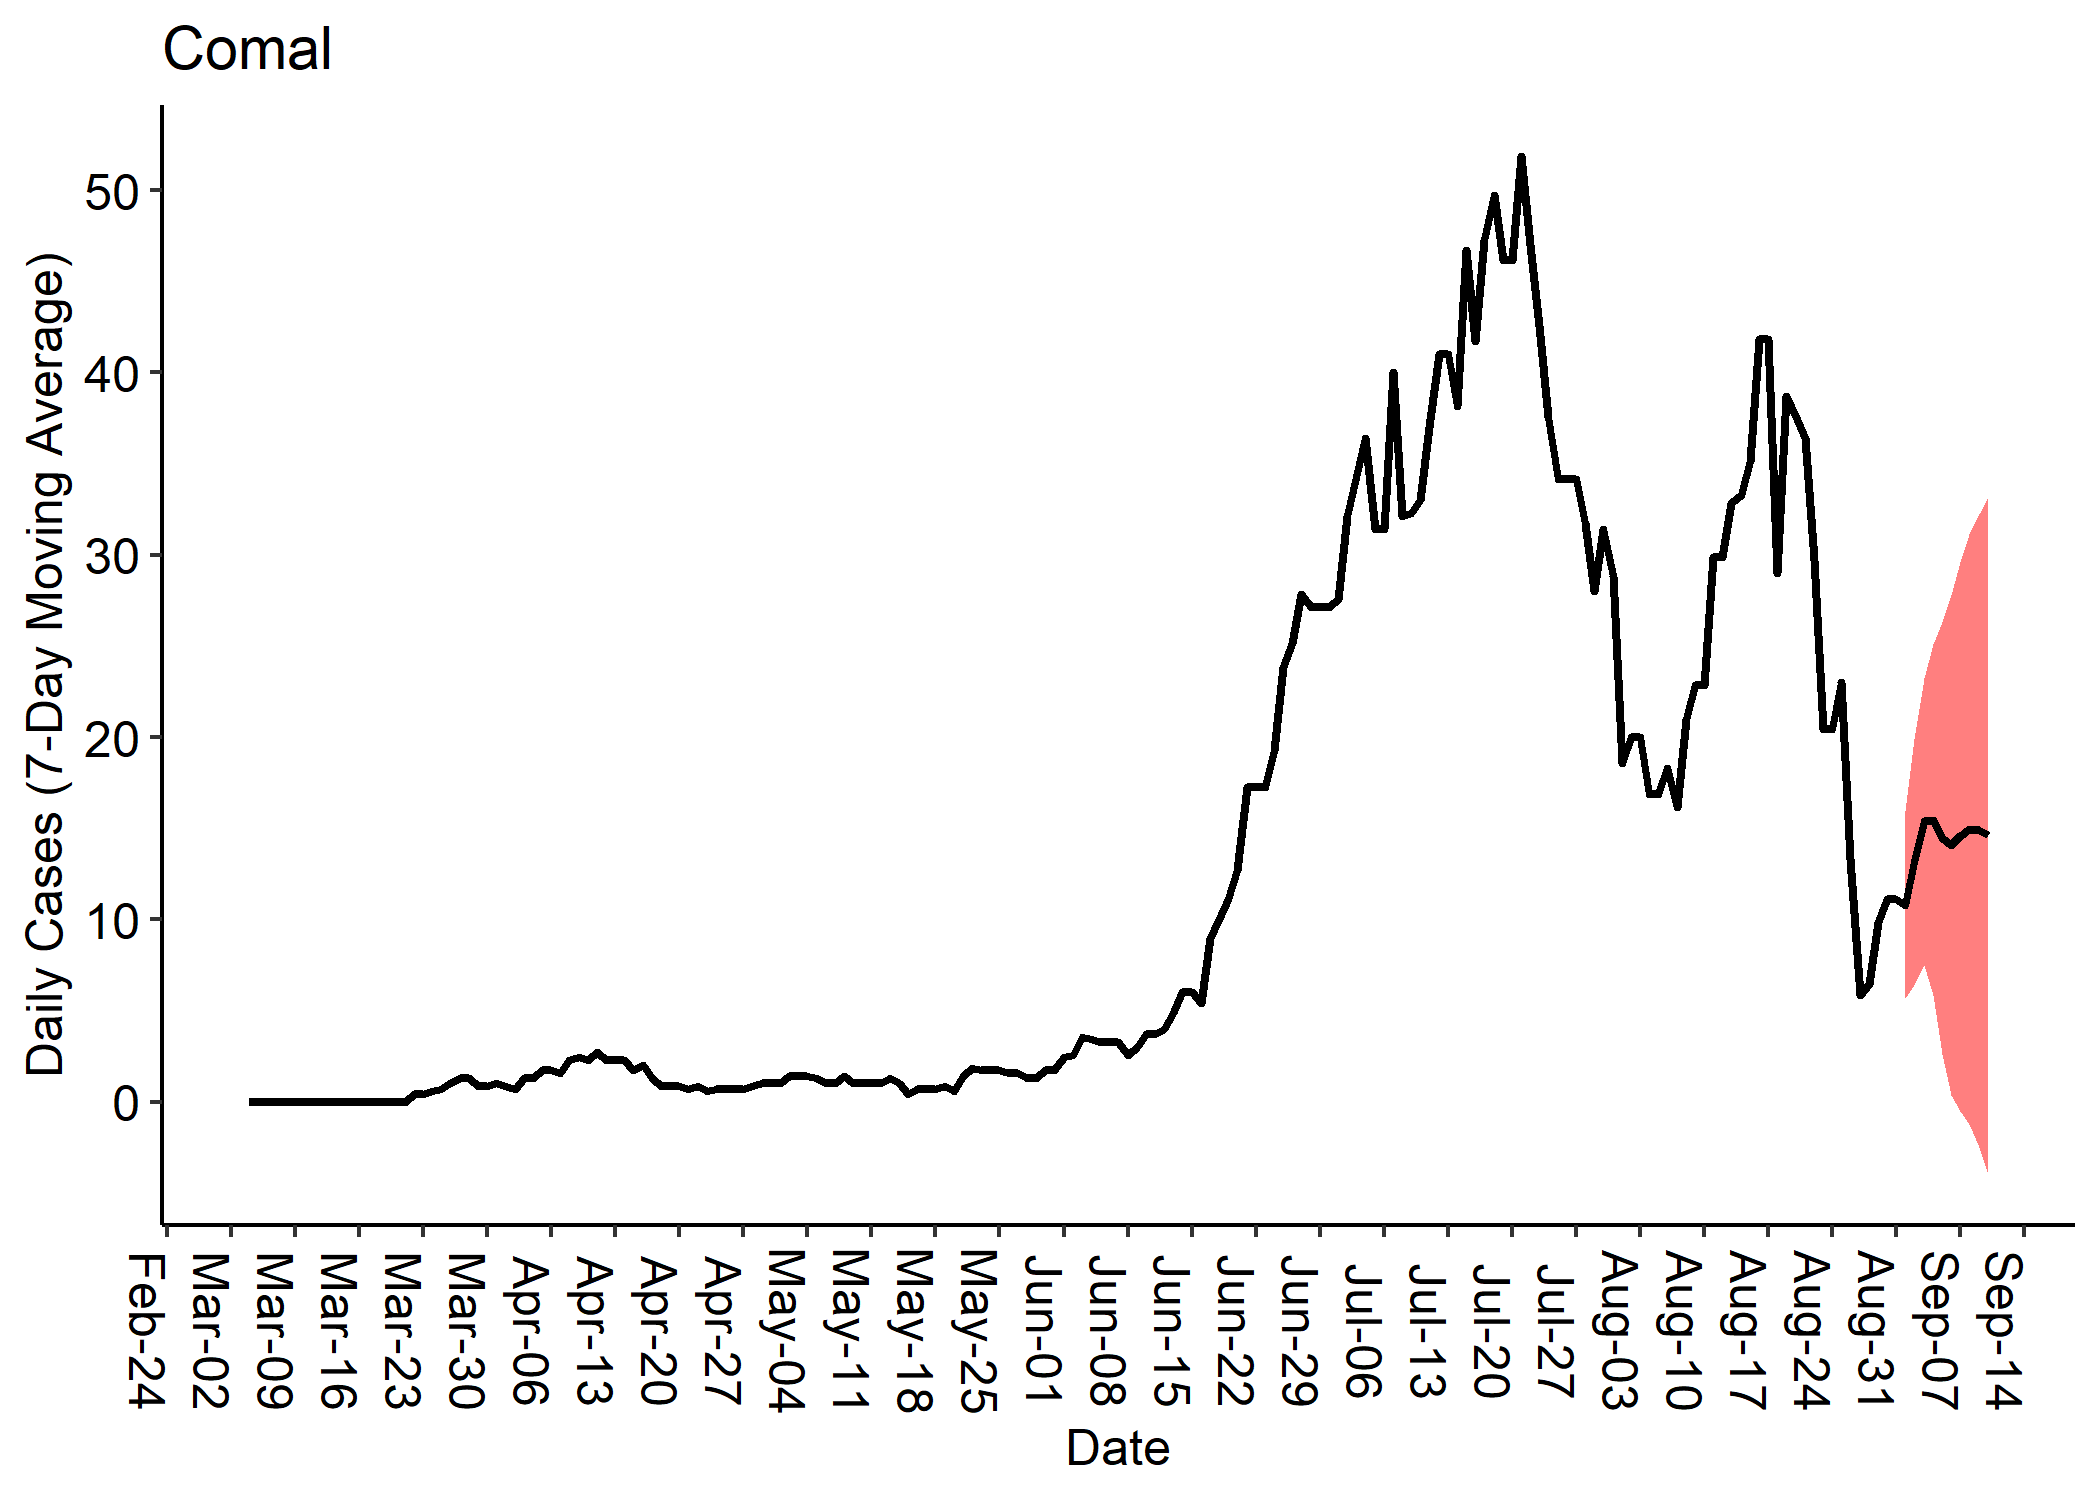 Comal
Daily Cases (7-Day Moving Average)
50
40
30
20
10
0
Feb-24
Mar-02
Mar-09
Mar-16
Mar-23
Mar-30
Apr-06
Apr-13
Apr-20
Apr-27
May-04
May-11
May-18
May-25
Jun-01
Jun-08
Jun-15
Jun-22
Jun-29
Jul-06
Jul-13
Jul-20
Jul-27
Aug-03
Aug-10
Aug-17
Aug-24
Aug-31
Sep-07
Sep-14
Date